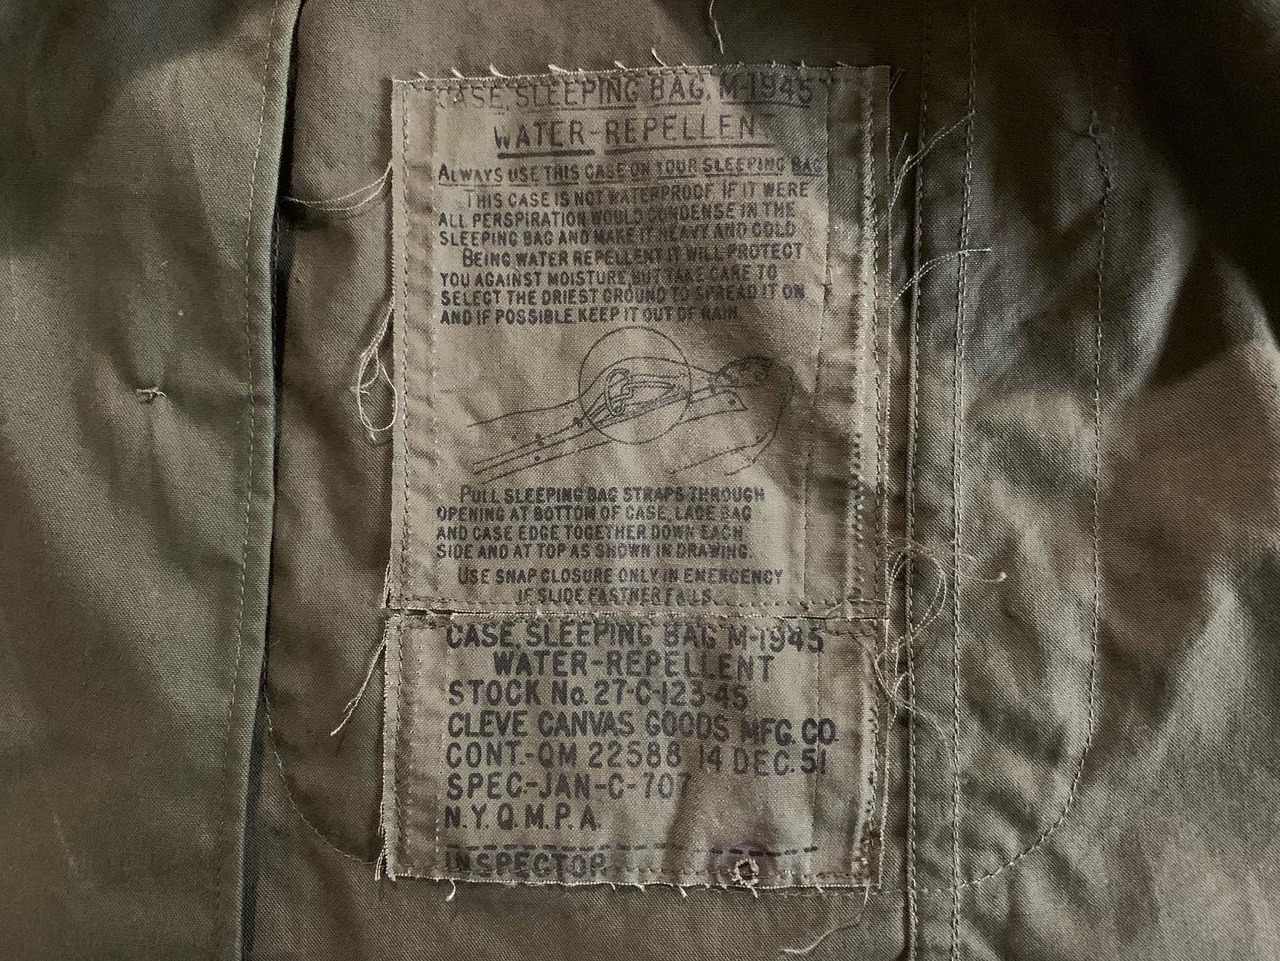 CASE, SLEEPING BAG, M-1945
WATER-REPELLENT
ALWAYS USE THIS CASE ON YOUR SLEEPING BAG
THIS CASE IS NOT WATERPROOF IF IT WERE
ALL PERSPIRATION WOULD CONDENSE IN THE
SLEEPING BAG AND MAKE IT HEAVY AND COLD
BEING WATER REPELLENT IT WILL PROTECT
YOU AGAINST MOISTURE, BUT TAKE CARE TO
SELECT THE DRIEST GROUND TO SPREAD IT ON
AND IF POSSIBLE KEEP IT OUT OF RAIN.
PULL SLEEPING BAG STRAPS THROUGH
OPENING AT BOTTOM OF CASE, LACE BAG
AND CASE EDGE TOGETHER DOWN EACH
SIDE AND AT TOP AS SHOWN IN DRAWING.
USE SNAP CLOSURE ONLY IN EMERGENCY
IF SLIDE FASTNER FAILS
CASE, SLEEPING BAG, M-1945
WATER-REPELLENT
STOCK No. 27-C-123-45
CLEVE CANVAS GOODS MFG. CO.
CONT.-QM 22588 14 DEC. 51
SPEC-JAN-C-707
N.Y.Q.M.P.A.
INSPECTOR